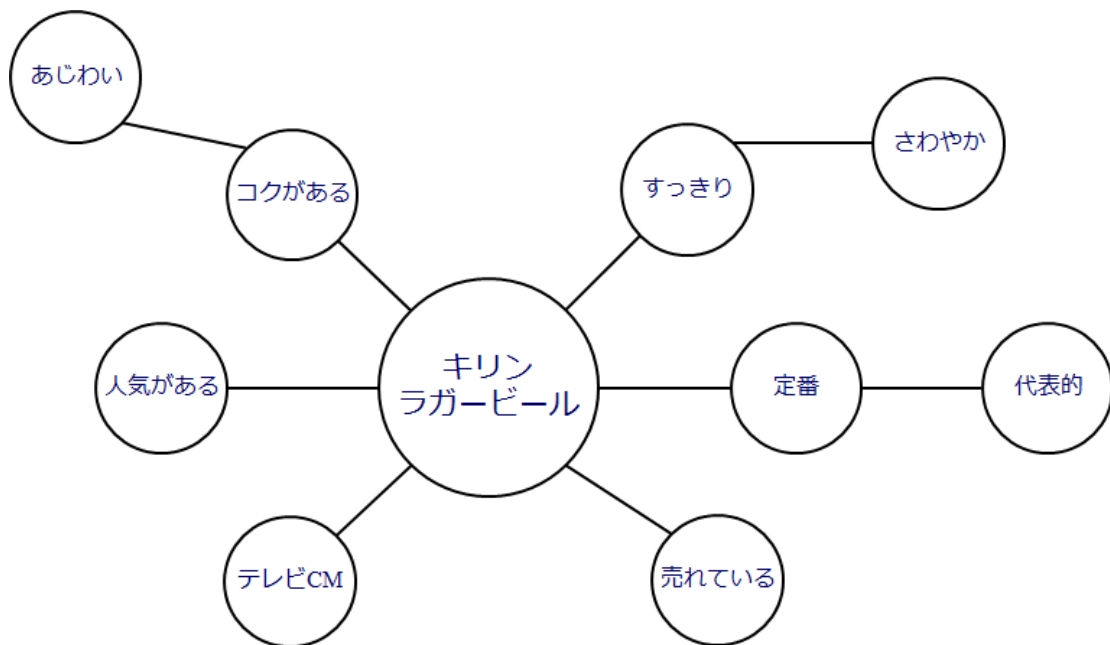 あじわい
さわやか
コクがある
すっきり
キリン
ラガービール
人気がある
定番
代表的
テレビCM
売れている